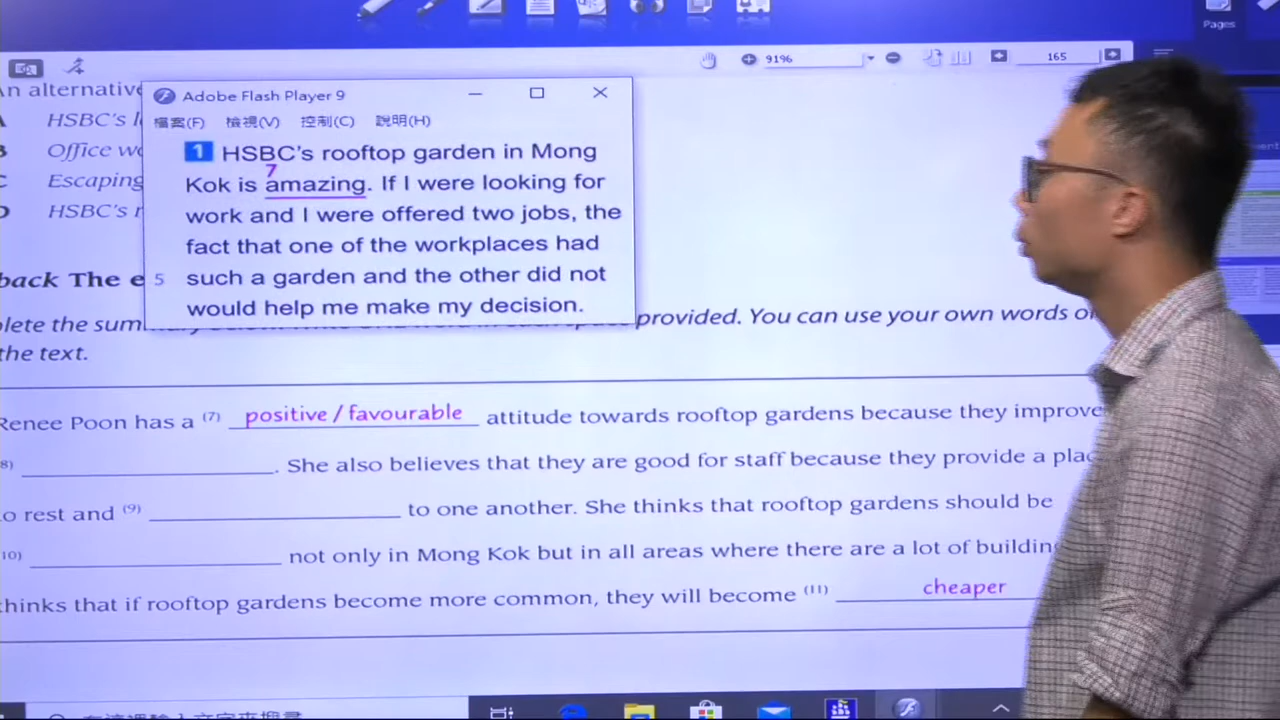 Pages
91%
165
An alternative
HSBC's
Office
Escaping
HSBC's
Adobe Flash Player 9
檔案(F) 檢視(V) 控制(C) 說明(H)
1 HSBC's rooftop garden in Mong
7
Kok is amazing. If I were looking for
work and I were offered two jobs, the
fact that one of the workplaces had
5 such a garden and the other did not
would help me make my decision.
back The
provided. You can use your own words
the text.
Renee Poon has a (7) positive / favourable attitude towards rooftop gardens because they improve
8) . She also believes that they are good for staff because they provide a
to rest and (9) to one another. She thinks that rooftop gardens should be
10) not only in Mong Kok but in all areas where there are a lot of
thinks that if rooftop gardens become more common, they will become (11) cheaper